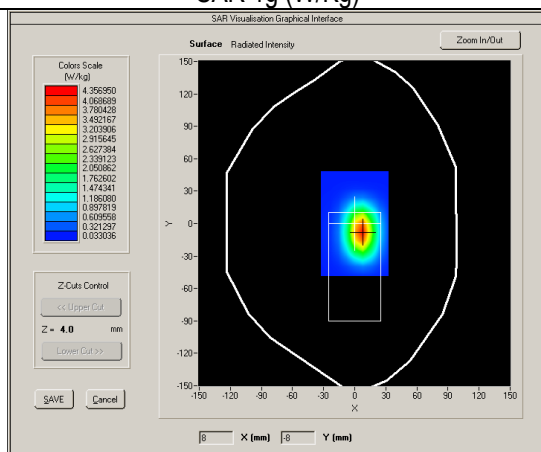 SAR 1g (W/Kg)
SAR Visualisation Graphical Interface
Surface Radiated Intensity
Zoom In/Out
Colors Scale
(W/kg)
4.356950
4.068689
3.780428
3.492167
3.203906
2.915645
2.627384
2.339123
2.050862
1.762602
1.474341
1.186080
0.897819
0.609558
0.321297
0.033036
Z-Cuts Control
<< Upper Cut
Z = 4.0 mm
Lower Cut >>
SAVE Cancel
150-
120-
90-
60-
30-
Y 0-
-30-
-60-
-90-
-120-
-150-
-150 -120 -90 -60 -30 0 30 60 90 120 150
X
8 X (mm) -8 Y (mm)